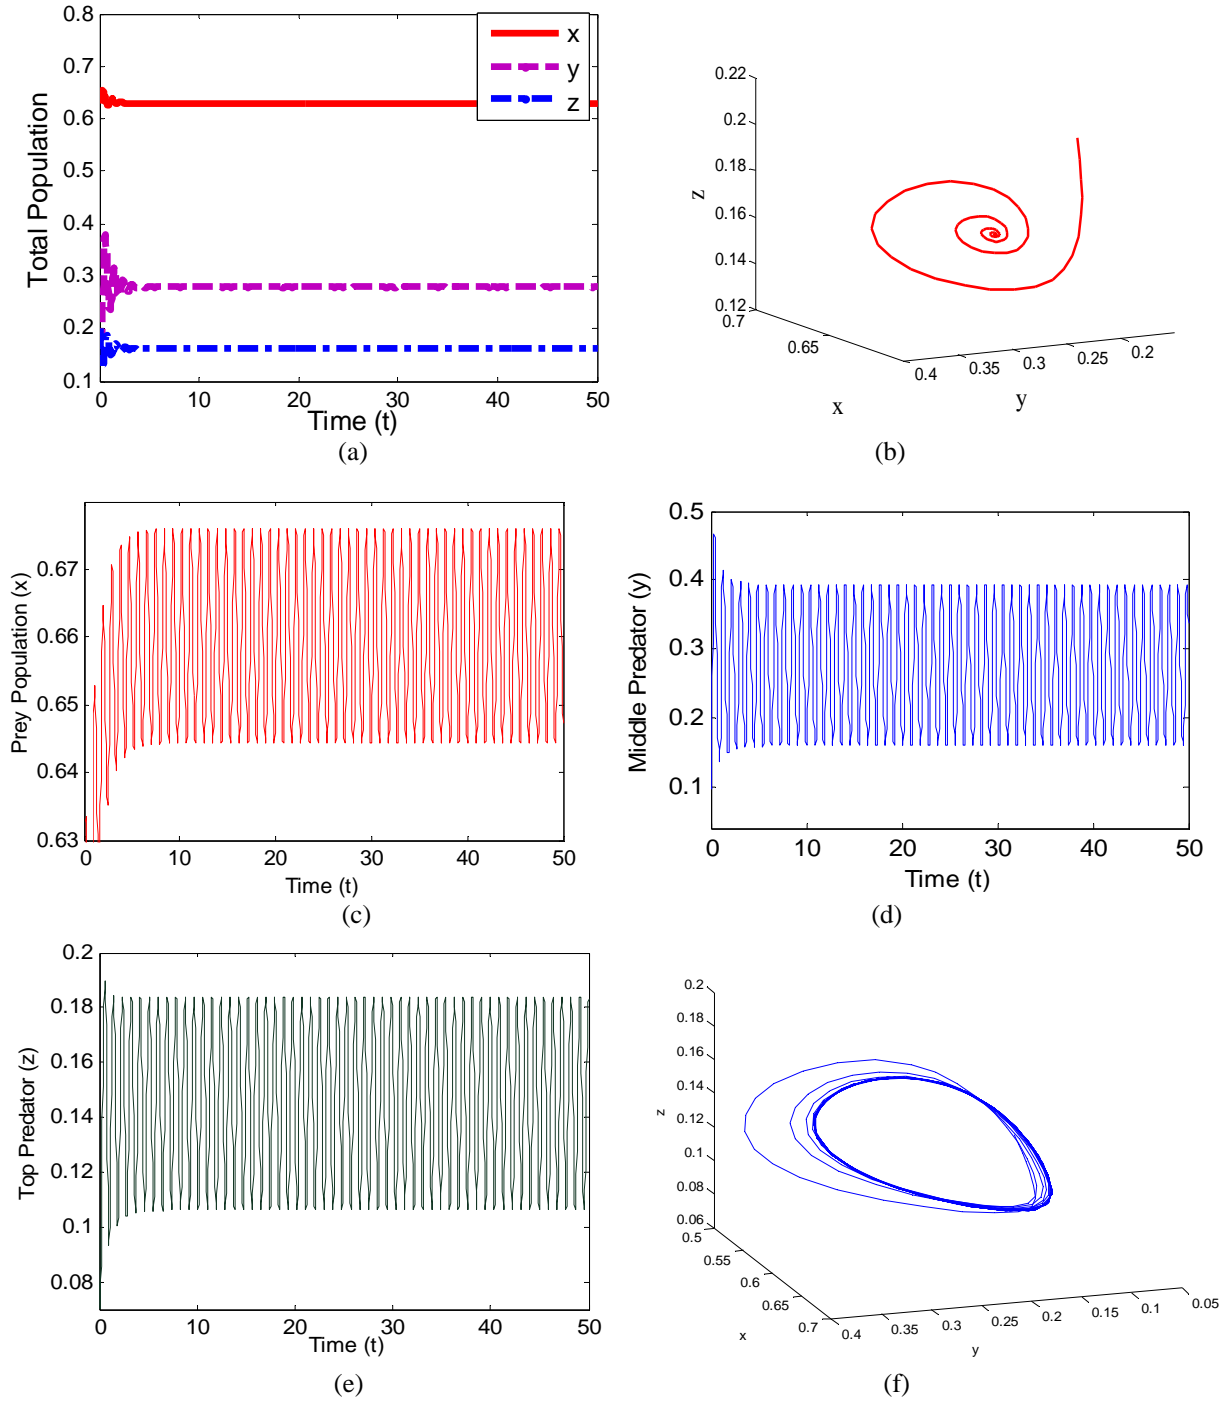 0.8
0.7
0.6
0.5
0.4
0.3
0.2
0.1
Total Population
x
y
z
0 10 20 30 40 50
Time (t)
(a)
0.22
0.2
0.18
0.16
0.14
0.12
z
0.7
0.65
x
0.4 0.35 0.3 0.25 0.2
y
(b)
0.67
0.66
0.65
0.64
0.63
Prey Population (x)
0 10 20 30 40 50
Time (t)
(c)
0.5
0.4
0.3
0.2
0.1
Middle Predator (y)
0 10 20 30 40 50
Time (t)
(d)
0.2
0.18
0.16
0.14
0.12
0.1
0.08
Top Predator (z)
0 10 20 30 40 50
Time (t)
(e)
0.2
0.18
0.16
0.14
0.12
0.1
0.08
0.06
z
0.5
0.55
0.6
0.65
0.7
x
0.4 0.35 0.3 0.25 0.2 0.15 0.1 0.05
y
(f)